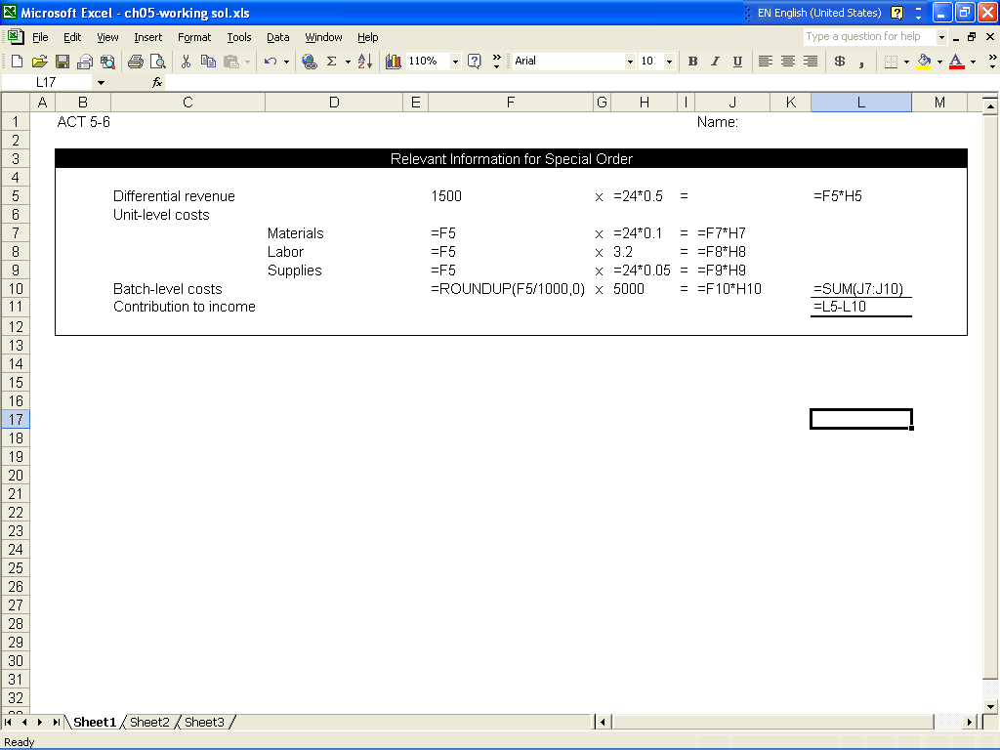 Microsoft Excel - ch05-working sol.xls EN English (United States)
File Edit View Insert Format Tools Data Window Help Type a question for help
110% Arial 10 B I U $ ,
L17 fx
A B C D E F G H I J K L M
1 ACT 5-6 Name:
2
3 Relevant Information for Special Order
4
5 Differential revenue 1500 x =24*0.5 = =F5*H5
6 Unit-level costs
7 Materials =F5 x =24*0.1 = =F7*H7
8 Labor =F5 x 3.2 = =F8*H8
9 Supplies =F5 x =24*0.05 = =F9*H9
10 Batch-level costs =ROUNDUP(F5/1000,0) x 5000 = =F10*H10 =SUM(J7:J10)
11 Contribution to income =L5-L10
12
13
14
15
16
17
18
19
20
21
22
23
24
25
26
27
28
29
30
31
32
Sheet1 Sheet2 Sheet3
Ready